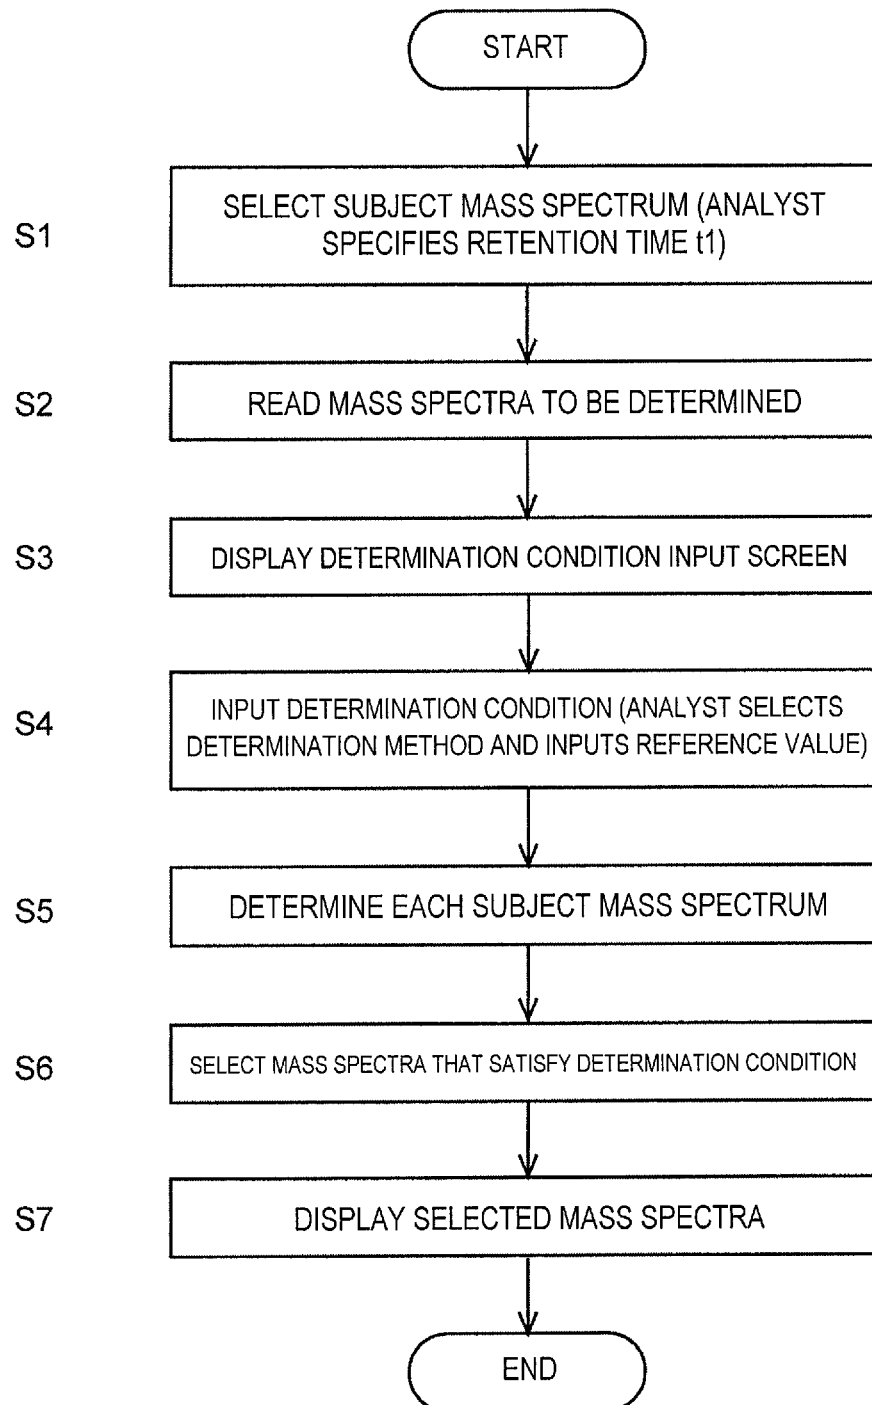 START
S1
SELECT SUBJECT MASS SPECTRUM (ANALYST
SPECIFIES RETENTION TIME t1)
S2
READ MASS SPECTRA TO BE DETERMINED
S3
DISPLAY DETERMINATION CONDITION INPUT SCREEN
S4
INPUT DETERMINATION CONDITION (ANALYST SELECTS
DETERMINATION METHOD AND INPUTS REFERENCE VALUE)
S5
DETERMINE EACH SUBJECT MASS SPECTRUM
S6
SELECT MASS SPECTRA THAT SATISFY DETERMINATION CONDITION
S7
DISPLAY SELECTED MASS SPECTRA
END